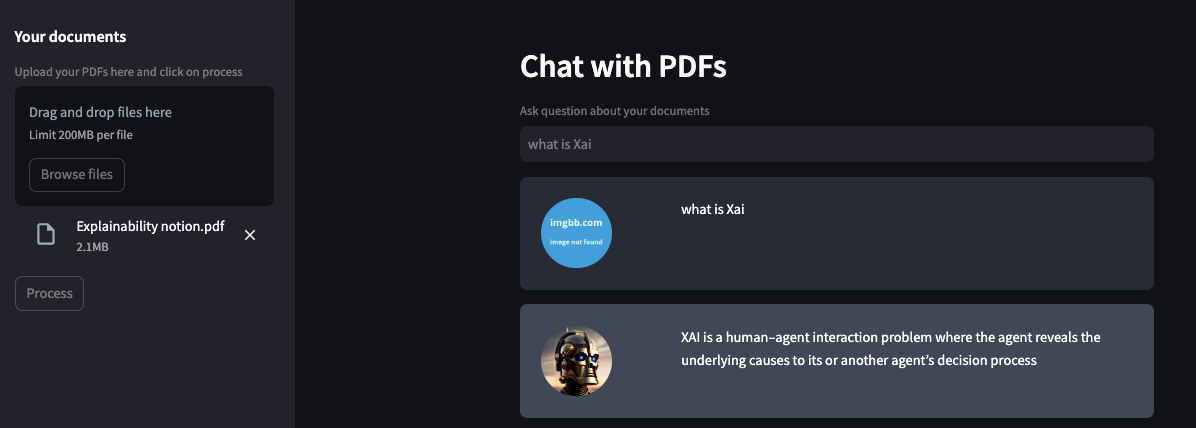 Your documents
Upload your PDFs here and click on process
Drag and drop files here
Limit 200MB per file
Browse files
Explainability notion.pdf
2.1MB
Process
Chat with PDFs
Ask question about your documents
what is Xai
imgbb.com
image not found
what is Xai
XAI is a human–agent interaction problem where the agent reveals the
underlying causes to its or another agent’s decision process